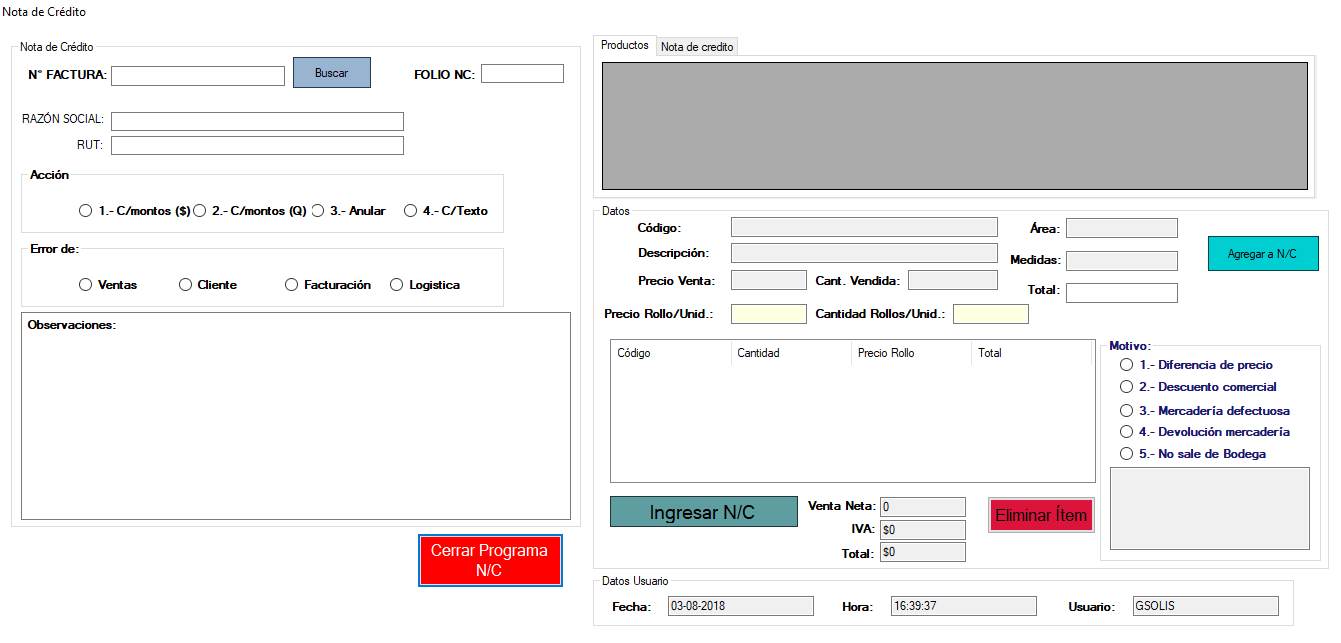 Nota de Crédito
Nota de Crédito
N° FACTURA:
Buscar
FOLIO NC:
RAZÓN SOCIAL:
RUT:
Acción
1.- C/montos ($) 2.- C/montos (Q) 3.- Anular 4.- C/Texto
Error de:
Ventas Cliente Facturación Logistica
Observaciones:
Cerrar Programa
N/C
Productos Nota de credito
Datos
Código: Área:
Descripción: Medidas:
Agregar a N/C
Precio Venta: Cant. Vendida: Total:
Precio Rollo/Unid.: Cantidad Rollos/Unid.:
Código Cantidad Precio Rollo Total
Motivo:
1.- Diferencia de precio
2.- Descuento comercial
3.- Mercadería defectuosa
4.- Devolución mercadería
5.- No sale de Bodega
Ingresar N/C
Venta Neta: 0
IVA: $0
Total: $0
Eliminar Ítem
Datos Usuario
Fecha: 03-08-2018 Hora: 16:39:37 Usuario: GSOLIS